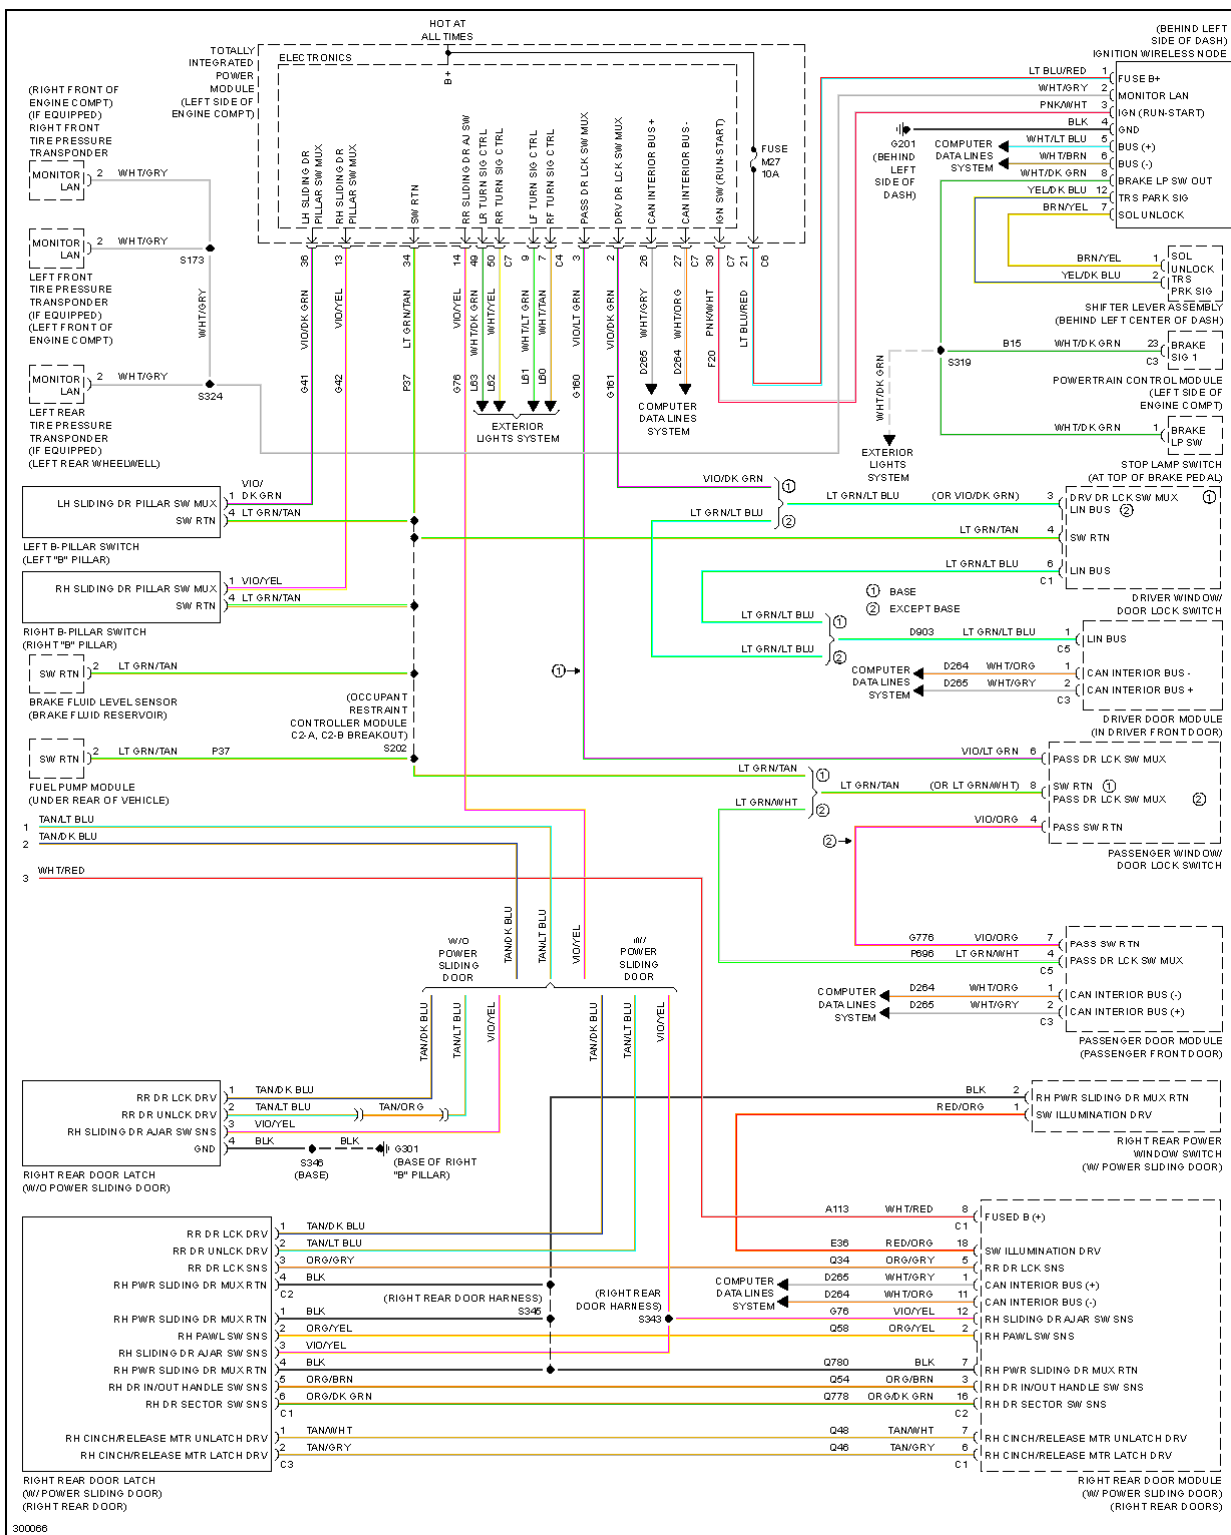 HOT AT
ALL TIMES
TOTALLY
INTEGRATED
POWER
MODULE
(LEFT SIDE OF
ENGINE COMPT)
ELECTRONICS
B+
FUSE
M27
10A
LH SLIDING DR
PILLAR SW MUX
RH SLIDING DR
PILLAR SW MUX
SW RTN
RR SLIDING DR AJ SW
LR TURN SIG CTRL
RR TURN SIG CTRL
LF TURN SIG CTRL
RF TURN SIG CTRL
PASS DR LCK SW MUX
DRV DR LCK SW MUX
CAN INTERIOR BUS+
CAN INTERIOR BUS-
IGN SW (RUN-START)
36
13
34
14
49
50
C7
9
7
C4
3
2
26
27
C7
30
C7
21
C6
VIO/DK GRN
VIO/YEL
LT GRN/TAN
VIO/YEL
WHT/DK GRN
WHT/YEL
WHT/LT GRN
WHT/TAN
VIO/LT GRN
VIO/DK GRN
WHT/GRY
WHT/ORG
PNK/WHT
LT BLU/RED
G41
G42
P37
G76
L63
L62
L61
L60
G160
G161
D265
D264
F20
EXTERIOR
LIGHTS SYSTEM
COMPUTER
DATA LINES
SYSTEM
(RIGHT FRONT OF
ENGINE COMPT)
(IF EQUIPPED)
RIGHT FRONT
TIRE PRESSURE
TRANSPONDER
MONITOR
LAN
2 WHT/GRY
MONITOR
LAN
2 WHT/GRY
S173
LEFT FRONT
TIRE PRESSURE
TRANSPONDER
(IF EQUIPPED)
(LEFT FRONT OF
ENGINE COMPT)
WHT/GRY
MONITOR
LAN
2 WHT/GRY
S324
LEFT REAR
TIRE PRESSURE
TRANSPONDER
(IF EQUIPPED)
(LEFT REAR WHEELWELL)
(BEHIND LEFT
SIDE OF DASH)
IGNITION WIRELESS NODE
LT BLU/RED 1 FUSE B+
WHT/GRY 2 MONITOR LAN
PNK/WHT 3 IGN (RUN-START)
BLK 4 GND
WHT/LT BLU 5 BUS (+)
WHT/BRN 6 BUS (-)
WHT/DK GRN 8 BRAKE LP SW OUT
YEL/DK BLU 12 TRS PARK SIG
BRN/YEL 7 SOL UNLOCK
G201
(BEHIND
LEFT
SIDE OF
DASH)
COMPUTER
DATA LINES
SYSTEM
BRN/YEL 1 SOL
UNLOCK
YEL/DK BLU 2 TRS
PRK SIG
SHIFTER LEVER ASSEMBLY
(BEHIND LEFT CENTER OF DASH)
S319
B15 WHT/DK GRN 23 BRAKE
C3 SIG 1
POWERTRAIN CONTROL MODULE
(LEFT SIDE OF
ENGINE COMPT)
WHT/DK GRN
EXTERIOR
LIGHTS
SYSTEM
WHT/DK GRN 1 BRAKE
LP SW
STOP LAMP SWITCH
(AT TOP OF BRAKE PEDAL)
LH SLIDING DR PILLAR SW MUX 1 VIO/
DK GRN
SW RTN 4 LT GRN/TAN
LEFT B-PILLAR SWITCH
(LEFT "B" PILLAR)
RH SLIDING DR PILLAR SW MUX 1 VIO/YEL
SW RTN 4 LT GRN/TAN
RIGHT B-PILLAR SWITCH
(RIGHT "B" PILLAR)
SW RTN 2 LT GRN/TAN
BRAKE FLUID LEVEL SENSOR
(BRAKE FLUID RESERVOIR)
(OCCUPANT
RESTRAINT
CONTROLLER MODULE
C2-A, C2-B BREAKOUT)
S202
SW RTN 2 LT GRN/TAN P37
FUEL PUMP MODULE
(UNDER REAR OF VEHICLE)
VIO/DK GRN 1
LT GRN/LT BLU 2
LT GRN/LT BLU (OR VIO/DK GRN) 3 DRV DR LCK SW MUX 1
LIN BUS 2
LT GRN/TAN 4 SW RTN
LT GRN/LT BLU 6 LIN BUS
C1
DRIVER WINDOW/
DOOR LOCK SWITCH
1 BASE
2 EXCEPT BASE
LT GRN/LT BLU 1
LT GRN/LT BLU 2
D903 LT GRN/LT BLU 1 LIN BUS
C5
COMPUTER
DATA LINES
SYSTEM
D264 WHT/ORG 1 CAN INTERIOR BUS -
D265 WHT/GRY 2 CAN INTERIOR BUS +
C3
DRIVER DOOR MODULE
(IN DRIVER FRONT DOOR)
1
VIO/LT GRN 6 PASS DR LCK SW MUX
LT GRN/TAN 1
LT GRN/WHT 2
LT GRN/TAN (OR LT GRN/WHT) 8 SW RTN 1
PASS DR LCK SW MUX 2
VIO/ORG 4 PASS SW RTN
2
PASSENGER WINDOW/
DOOR LOCK SWITCH
1 TAN/LT BLU
2 TAN/DK BLU
3 WHT/RED
G776 VIO/ORG 7 PASS SW RTN
P696 LT GRN/WHT 4 PASS DR LCK SW MUX
C5
COMPUTER
DATA LINES
SYSTEM
D264 WHT/ORG 1 CAN INTERIOR BUS (-)
D265 WHT/GRY 2 CAN INTERIOR BUS (+)
C3
PASSENGER DOOR MODULE
(PASSENGER FRONT DOOR)
W/O
POWER
SLIDING
DOOR
TAN/DK BLU
TAN/LT BLU
VIO/YEL
W/
POWER
SLIDING
DOOR
TAN/DK BLU
TAN/LT BLU
VIO/YEL
TAN/DK BLU
TAN/LT BLU
VIO/YEL
RR DR LCK DRV 1 TAN/DK BLU
RR DR UNLCK DRV 2 TAN/LT BLU TAN/ORG
RH SLIDING DR AJAR SW SNS 3 VIO/YEL
GND 4 BLK BLK G301
S346
(BASE)
(BASE OF RIGHT
"B" PILLAR)
RIGHT REAR DOOR LATCH
(W/O POWER SLIDING DOOR)
BLK 2 RH PWR SLIDING DR MUX RTN
RED/ORG 1 SW ILLUMINATION DRV
RIGHT REAR POWER
WINDOW SWITCH
(W/ POWER SLIDING DOOR)
RR DR LCK DRV 1 TAN/DK BLU
RR DR UNLCK DRV 2 TAN/LT BLU
RR DR LCK SNS 3 ORG/GRY
RH PWR SLIDING DR MUX RTN 4 BLK
C2
RH PWR SLIDING DR MUX RTN 1 BLK
RH PAWL SW SNS 2 ORG/YEL
RH SLIDING DR AJAR SW SNS 3 VIO/YEL
RH PWR SLIDING DR MUX RTN 4 BLK
RH DR IN/OUT HANDLE SW SNS 5 ORG/BRN
RH DR SECTOR SW SNS 6 ORG/DK GRN
C1
RH CINCH/RELEASE MTR UNLATCH DRV 1 TAN/WHT
RH CINCH/RELEASE MTR LATCH DRV 2 TAN/GRY
C3
RIGHT REAR DOOR LATCH
(W/ POWER SLIDING DOOR)
(RIGHT REAR DOOR)
(RIGHT REAR DOOR HARNESS)
S345
(RIGHT REAR
DOOR HARNESS)
S343
COMPUTER
DATA LINES
SYSTEM
A113 WHT/RED 8 FUSED B (+)
C1
E36 RED/ORG 18 SW ILLUMINATION DRV
Q34 ORG/GRY 5 RR DR LCK SNS
D265 WHT/GRY 1 CAN INTERIOR BUS (+)
D264 WHT/ORG 11 CAN INTERIOR BUS (-)
G76 VIO/YEL 12 RH SLIDING DR AJAR SW SNS
Q58 ORG/YEL 2 RH PAWL SW SNS
Q780 BLK 7 RH PWR SLIDING DR MUX RTN
Q54 ORG/BRN 3 RH DR IN/OUT HANDLE SW SNS
Q778 ORG/DK GRN 16 RH DR SECTOR SW SNS
C2
Q48 TAN/WHT 7 RH CINCH/RELEASE MTR UNLATCH DRV
Q46 TAN/GRY 6 RH CINCH/RELEASE MTR LATCH DRV
C1
RIGHT REAR DOOR MODULE
(W/ POWER SLIDING DOOR)
(RIGHT REAR DOORS)
300066